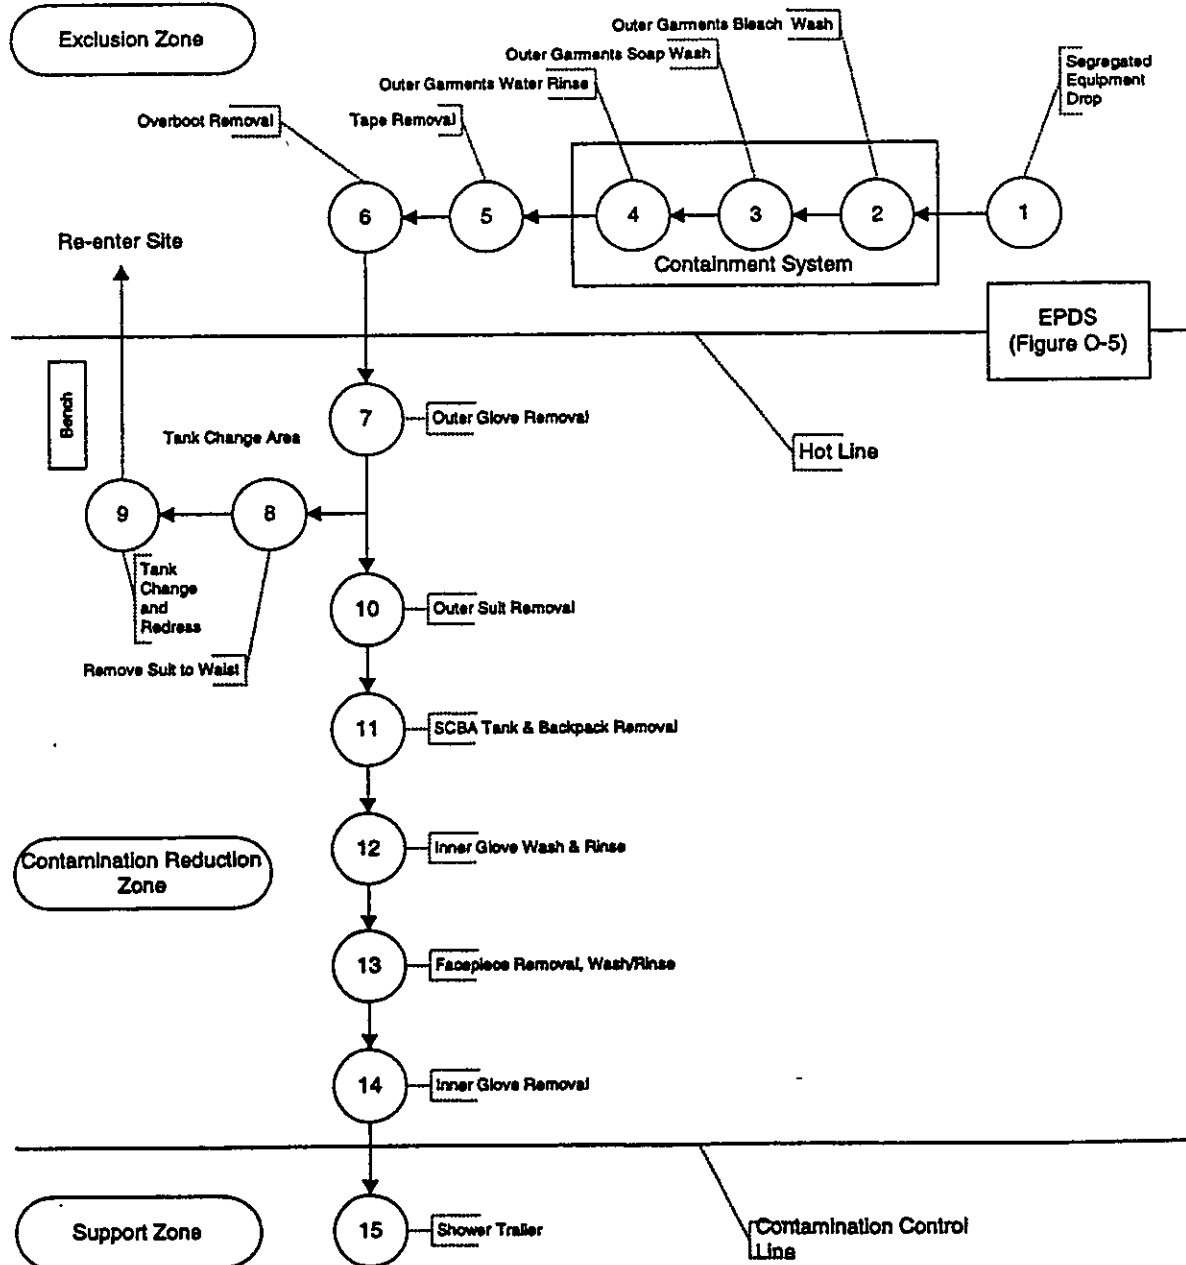 Exclusion Zone
Outer Garments Bleach Wash
Outer Garments Soap Wash
Outer Garments Water Rinse
Tape Removal
Overboot Removal
Segregated
Equipment
Drop
6
5
4
3
2
1
Containment System
Re-enter Site
EPDS
(Figure O-5)
Hot Line
Bench
Tank Change Area
7
Outer Glove Removal
9
8
Tank
Change
and
Redress
Remove Suit to Waist
10
Outer Suit Removal
11
SCBA Tank & Backpack Removal
12
Inner Glove Wash & Rinse
Contamination Reduction
Zone
13
Facepiece Removal, Wash/Rinse
14
Inner Glove Removal
Support Zone
15
Shower Trailer
Contamination Control
Line